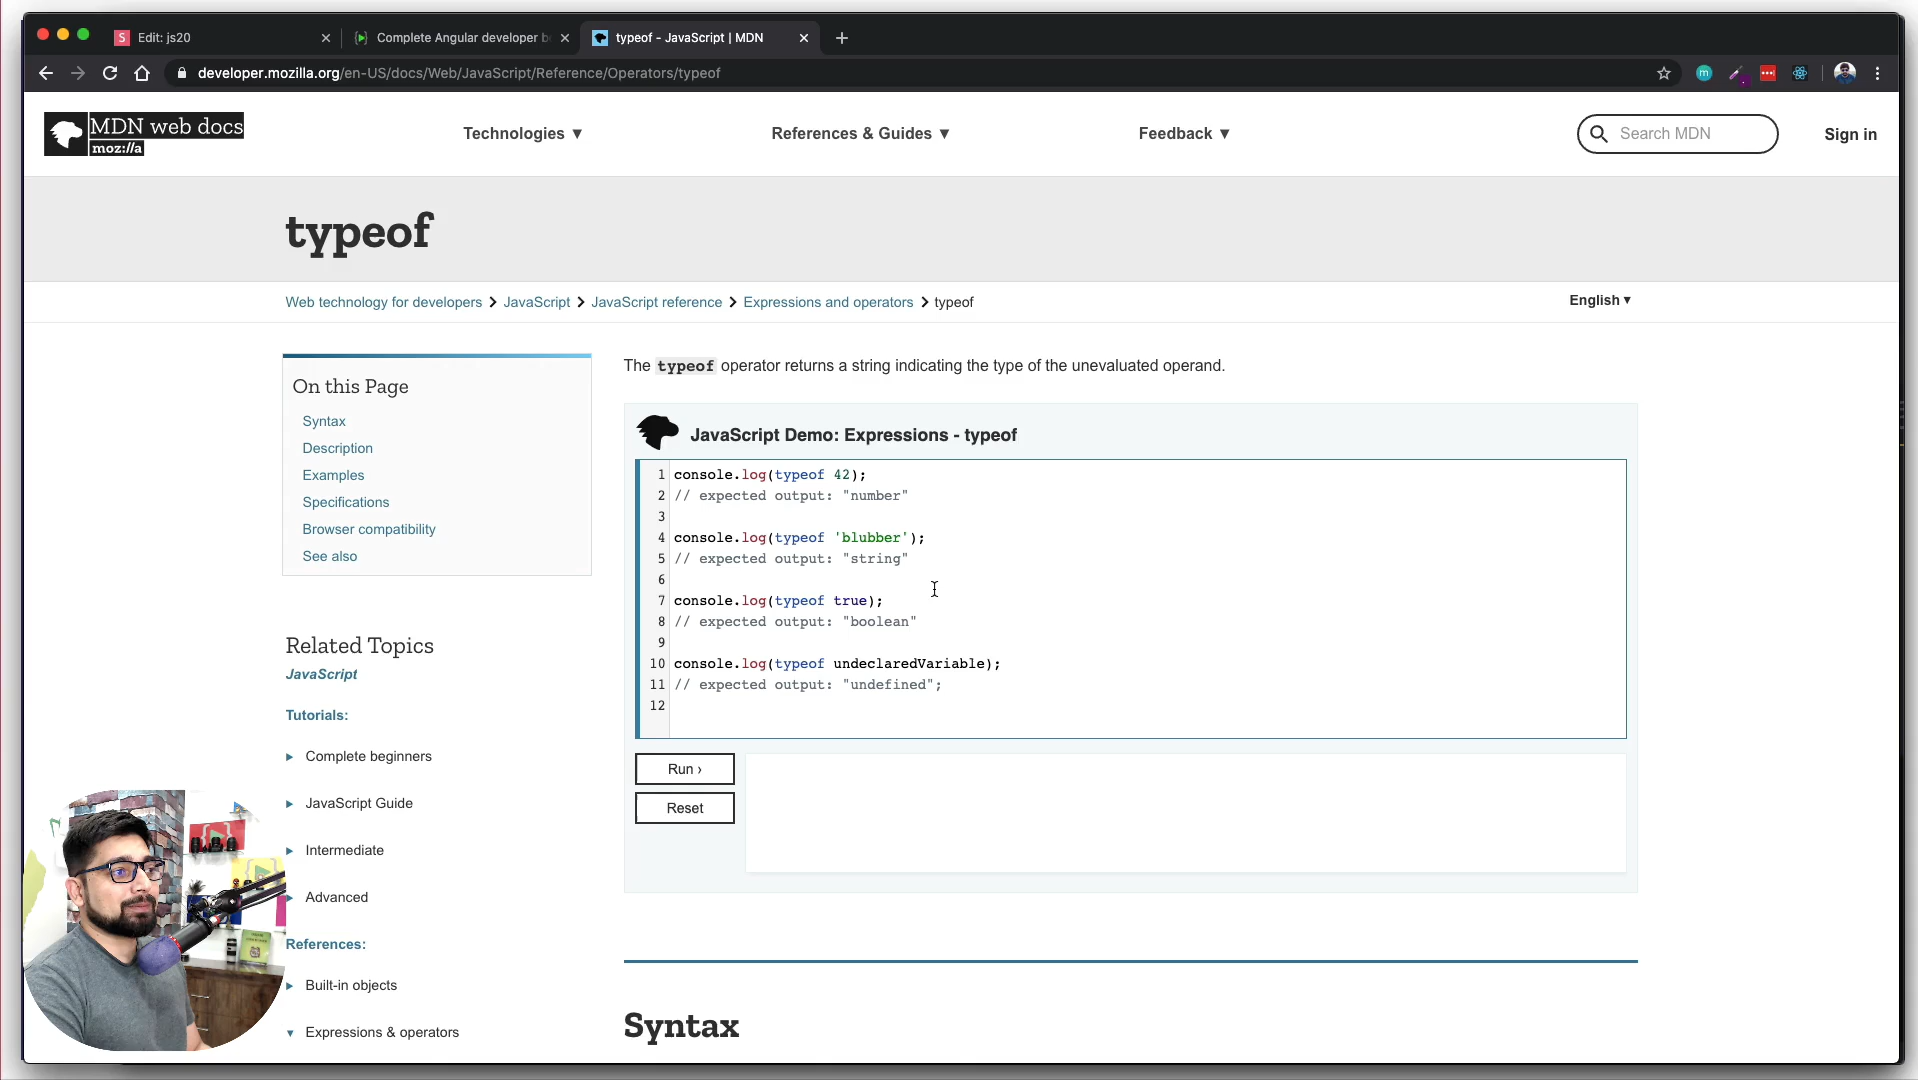 Edit: js20
Complete Angular developer b
typeof - JavaScript | MDN
developer.mozilla.org/en-US/docs/Web/JavaScript/Reference/Operators/typeof
MDN web docs
moz://a
Technologies ▼
References & Guides ▼
Feedback ▼
Search MDN
Sign in
typeof
Web technology for developers > JavaScript > JavaScript reference > Expressions and operators > typeof
English ▼
On this Page
Syntax
Description
Examples
Specifications
Browser compatibility
See also
Related Topics
JavaScript
Tutorials:
Complete beginners
JavaScript Guide
Intermediate
Advanced
References:
Built-in objects
Expressions & operators
The typeof operator returns a string indicating the type of the unevaluated operand.
JavaScript Demo: Expressions - typeof
1 console.log(typeof 42);
2 // expected output: "number"
3
4 console.log(typeof 'blubber');
5 // expected output: "string"
6
7 console.log(typeof true);
8 // expected output: "boolean"
9
10 console.log(typeof undeclaredVariable);
11 // expected output: "undefined";
12
Run ›
Reset
Syntax